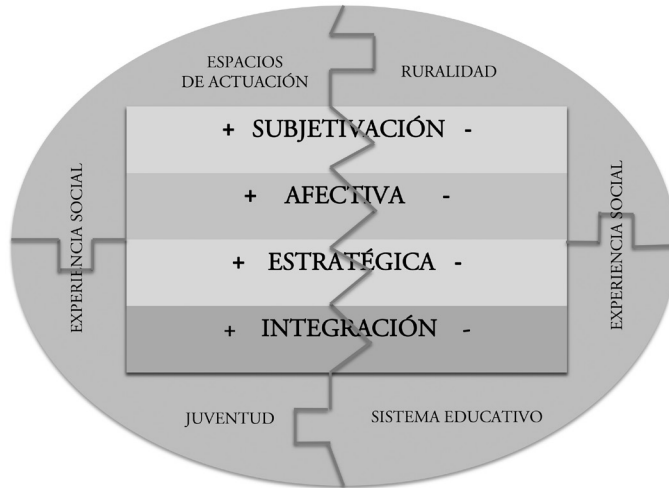 ESPACIOS
DE ACTUACIÓN
RURALIDAD
+ SUBJETIVACIÓN -
+ AFECTIVA -
EXPERIENCIA SOCIAL
EXPERIENCIA SOCIAL
+ ESTRATÉGICA -
+ INTEGRACIÓN -
JUVENTUD
SISTEMA EDUCATIVO